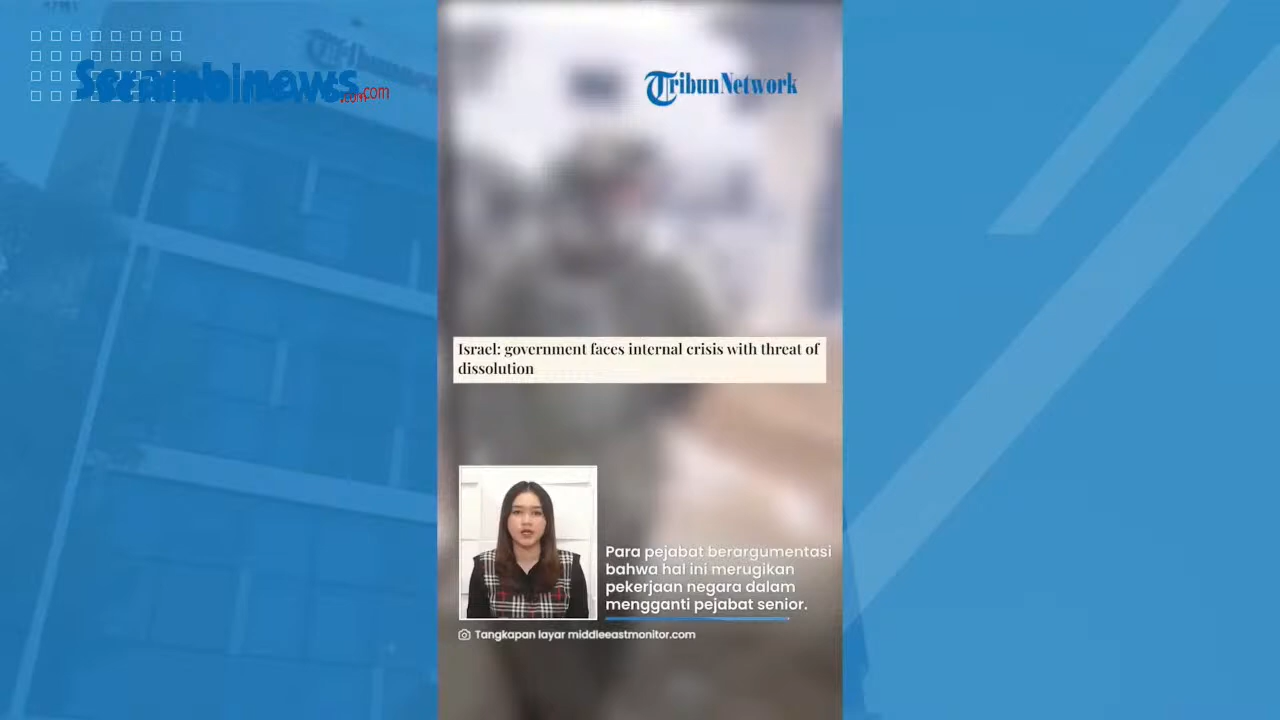 Serambinews.com
TribunNetwork
Israel: government faces internal crisis with threat of
dissolution
Para pejabat berargumentasi
bahwa hal ini merugikan
pekerjaan negara dalam
mengganti pejabat senior.
Tangkapan layar middleeastmonitor.com